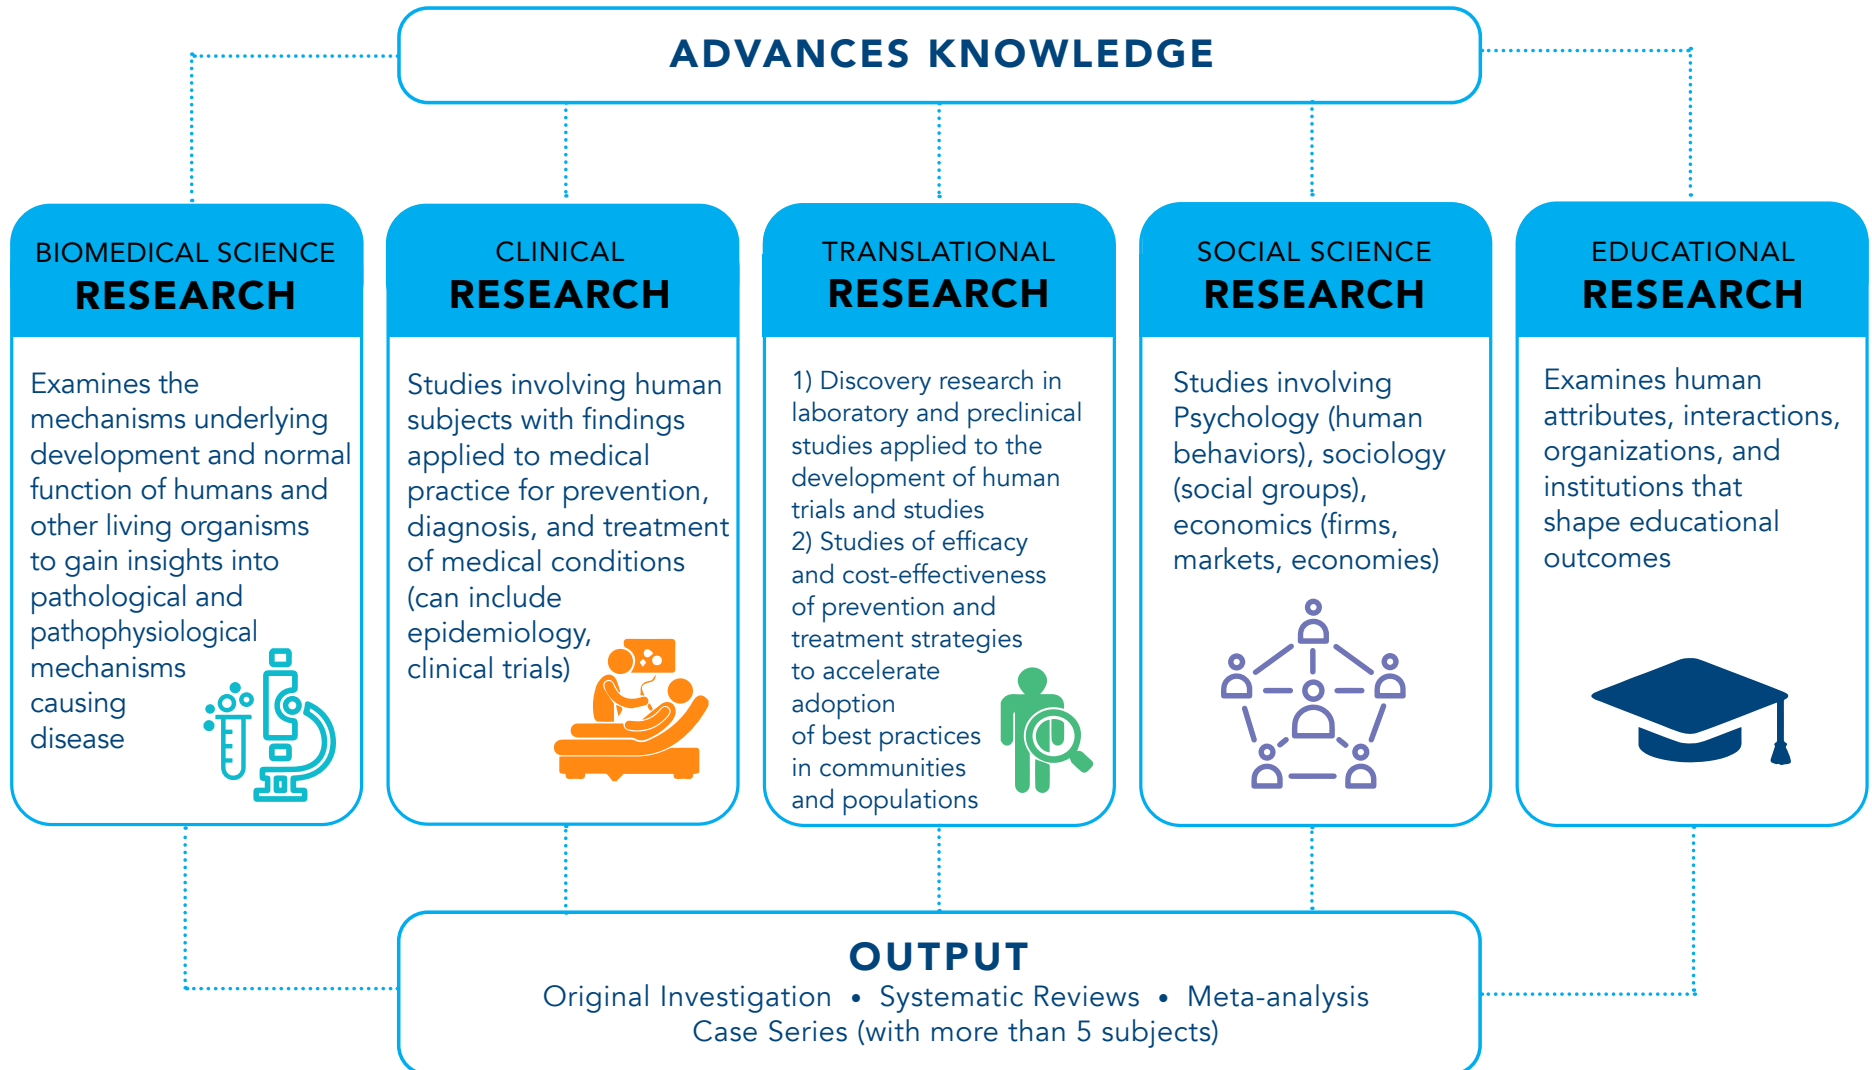 ADVANCES KNOWLEDGE
BIOMEDICAL SCIENCE
RESEARCH
Examines the
mechanisms underlying
development and normal
function of humans and
other living organisms
to gain insights into
pathological and
pathophysiological
mechanisms
causing
disease
CLINICAL
RESEARCH
Studies involving human
subjects with findings
applied to medical
practice for prevention,
diagnosis, and treatment
of medical conditions
(can include
epidemiology,
clinical trials)
TRANSLATIONAL
RESEARCH
1) Discovery research in
laboratory and preclinical
studies applied to the
development of human
trials and studies
2) Studies of efficacy
and cost-effectiveness
of prevention and
treatment strategies
to accelerate
adoption
of best practices
in communities
and populations
SOCIAL SCIENCE
RESEARCH
Studies involving
Psychology (human
behaviors), sociology
(social groups),
economics (firms,
markets, economies)
EDUCATIONAL
RESEARCH
Examines human
attributes, interactions,
organizations, and
institutions that
shape educational
outcomes
OUTPUT
Original Investigation • Systematic Reviews • Meta-analysis
Case Series (with more than 5 subjects)